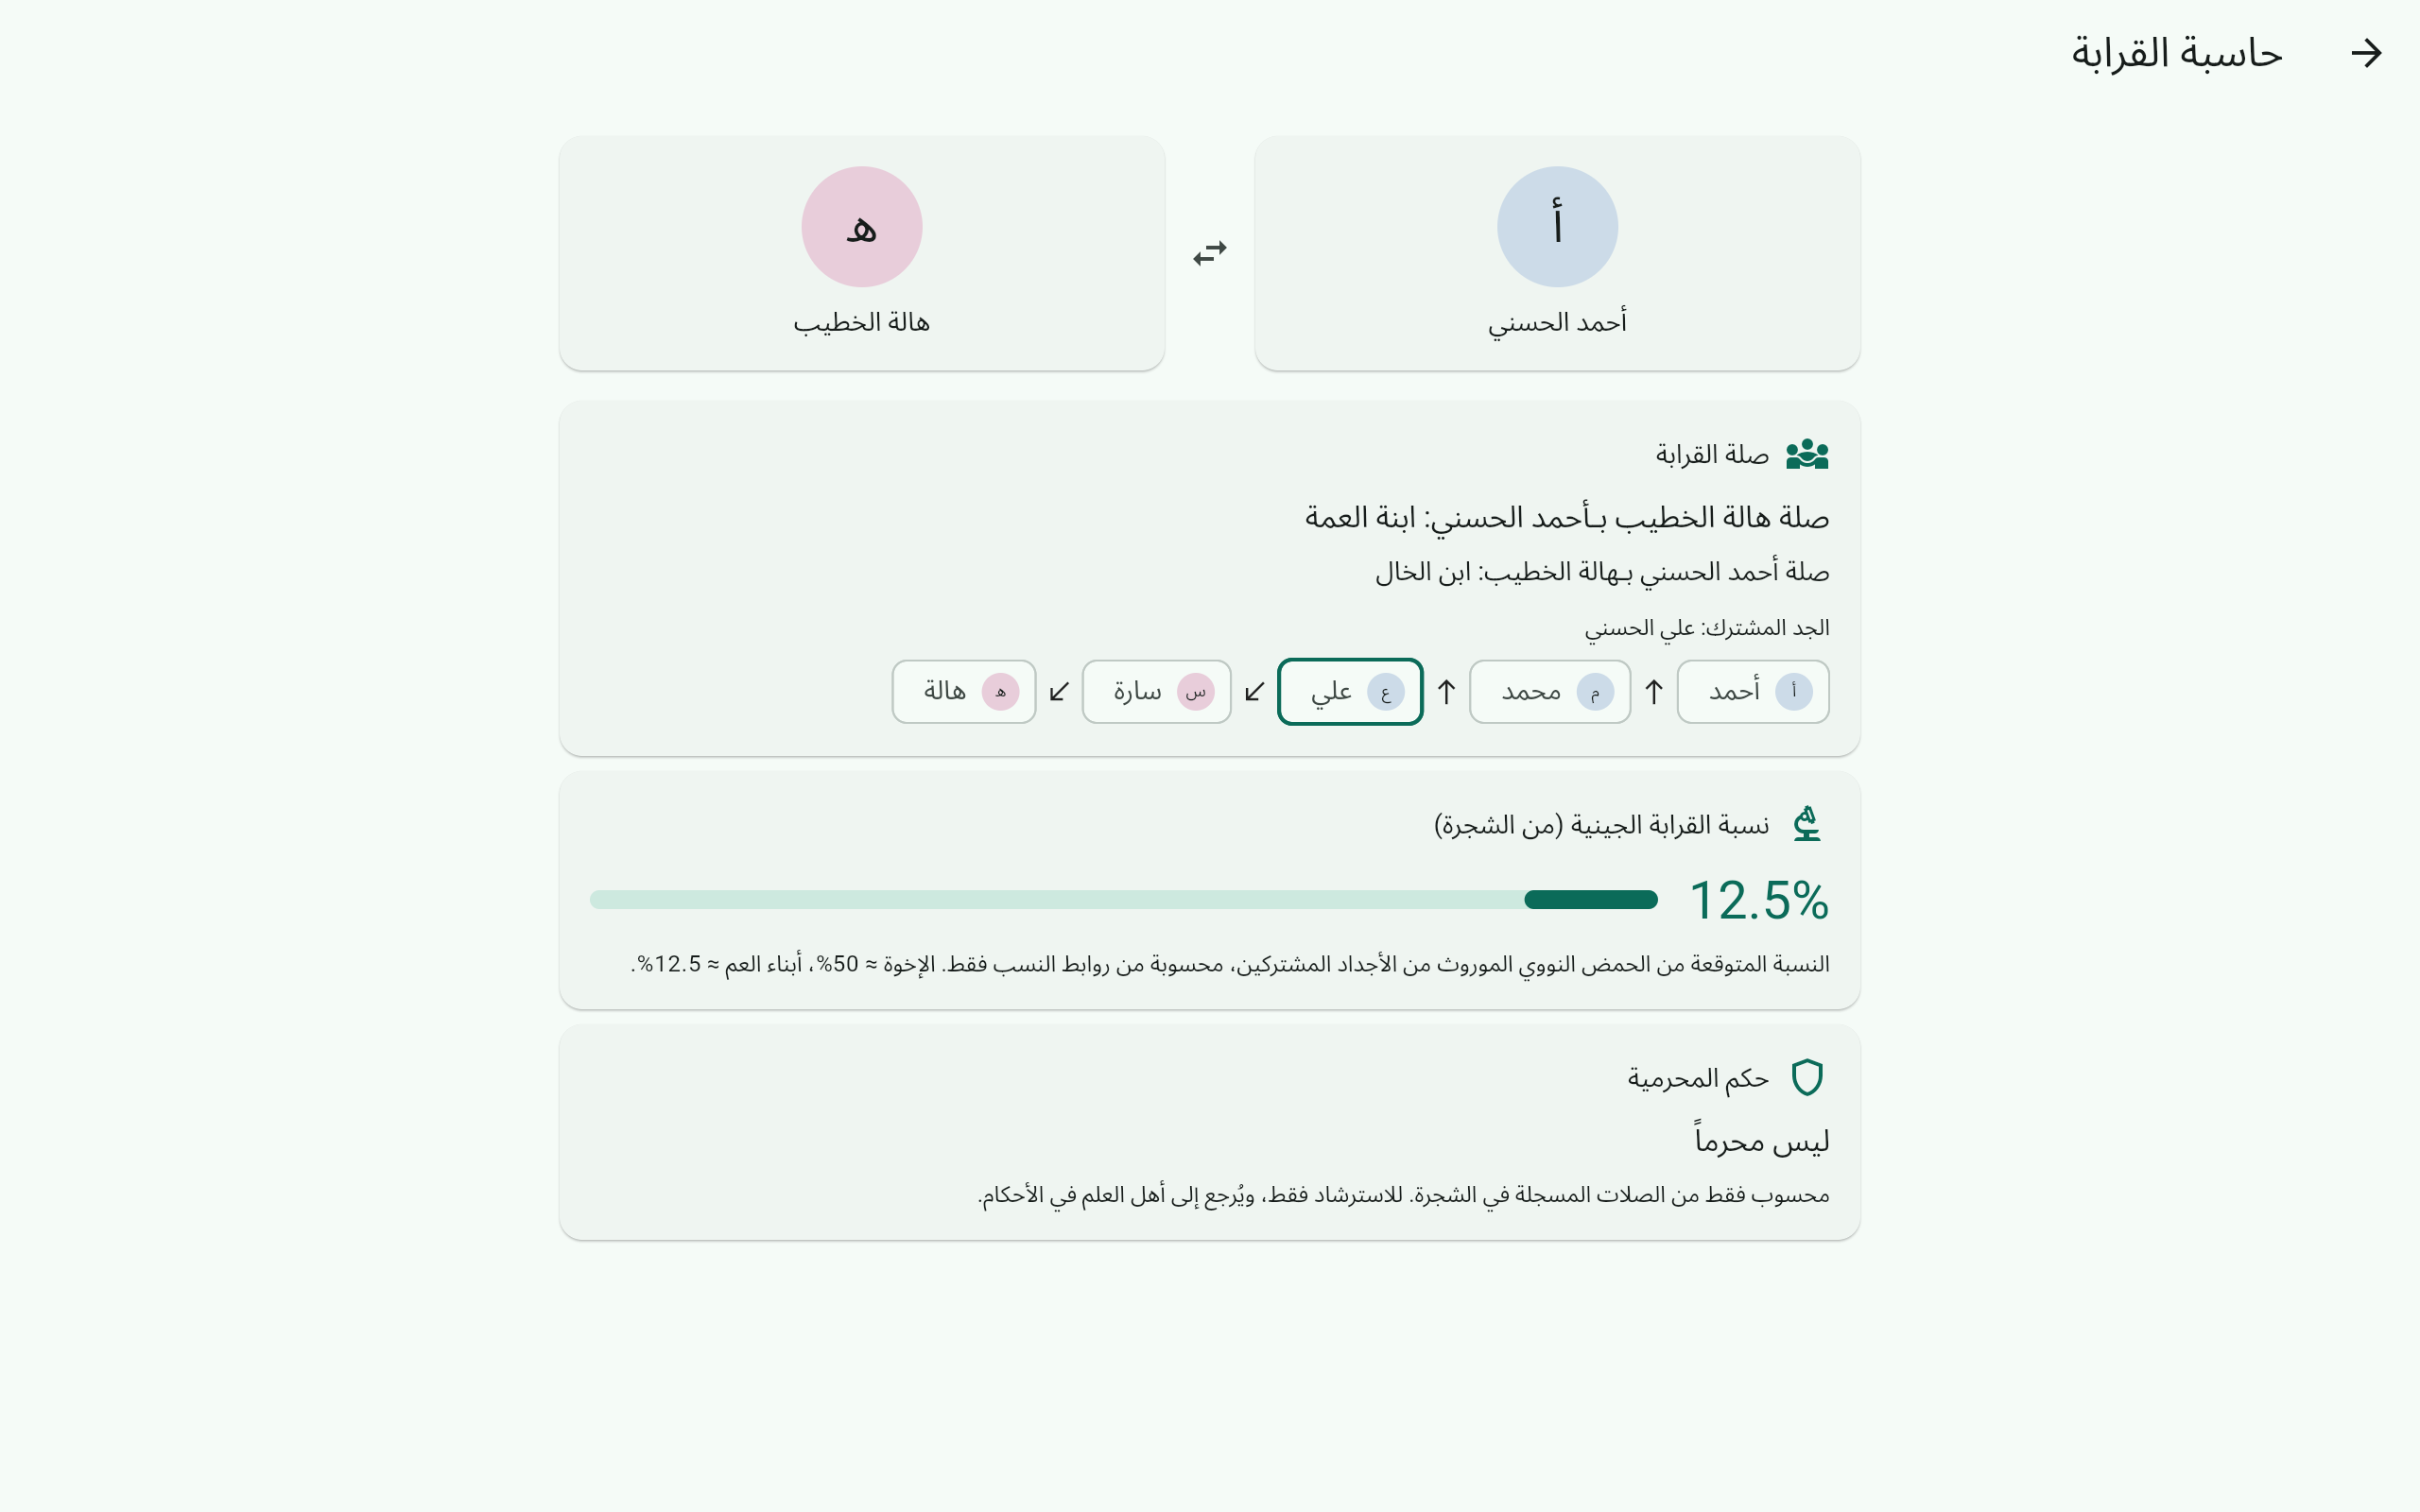 حاسبة القرابة
أ
أحمد الحسني
ه
هالة الخطيب
صلة القرابة
صلة هالة الخطيب بـأحمد الحسني: ابنة العمة
صلة أحمد الحسني بـهالة الخطيب: ابن الخال
الجد المشترك: علي الحسني
أ أحمد م محمد ع علي س سارة ه هالة
نسبة القرابة الجينية (من الشجرة)
12.5%
النسبة المتوقعة من الحمض النووي الموروث من الأجداد المشتركين، محسوبة من روابط النسب فقط. الإخوة ≈ 50%، أبناء العم ≈ 12.5%.
حكم المحرمية
ليس محرماً
محسوب فقط من الصلات المسجلة في الشجرة. للاسترشاد فقط، ويُرجع إلى أهل العلم في الأحكام.